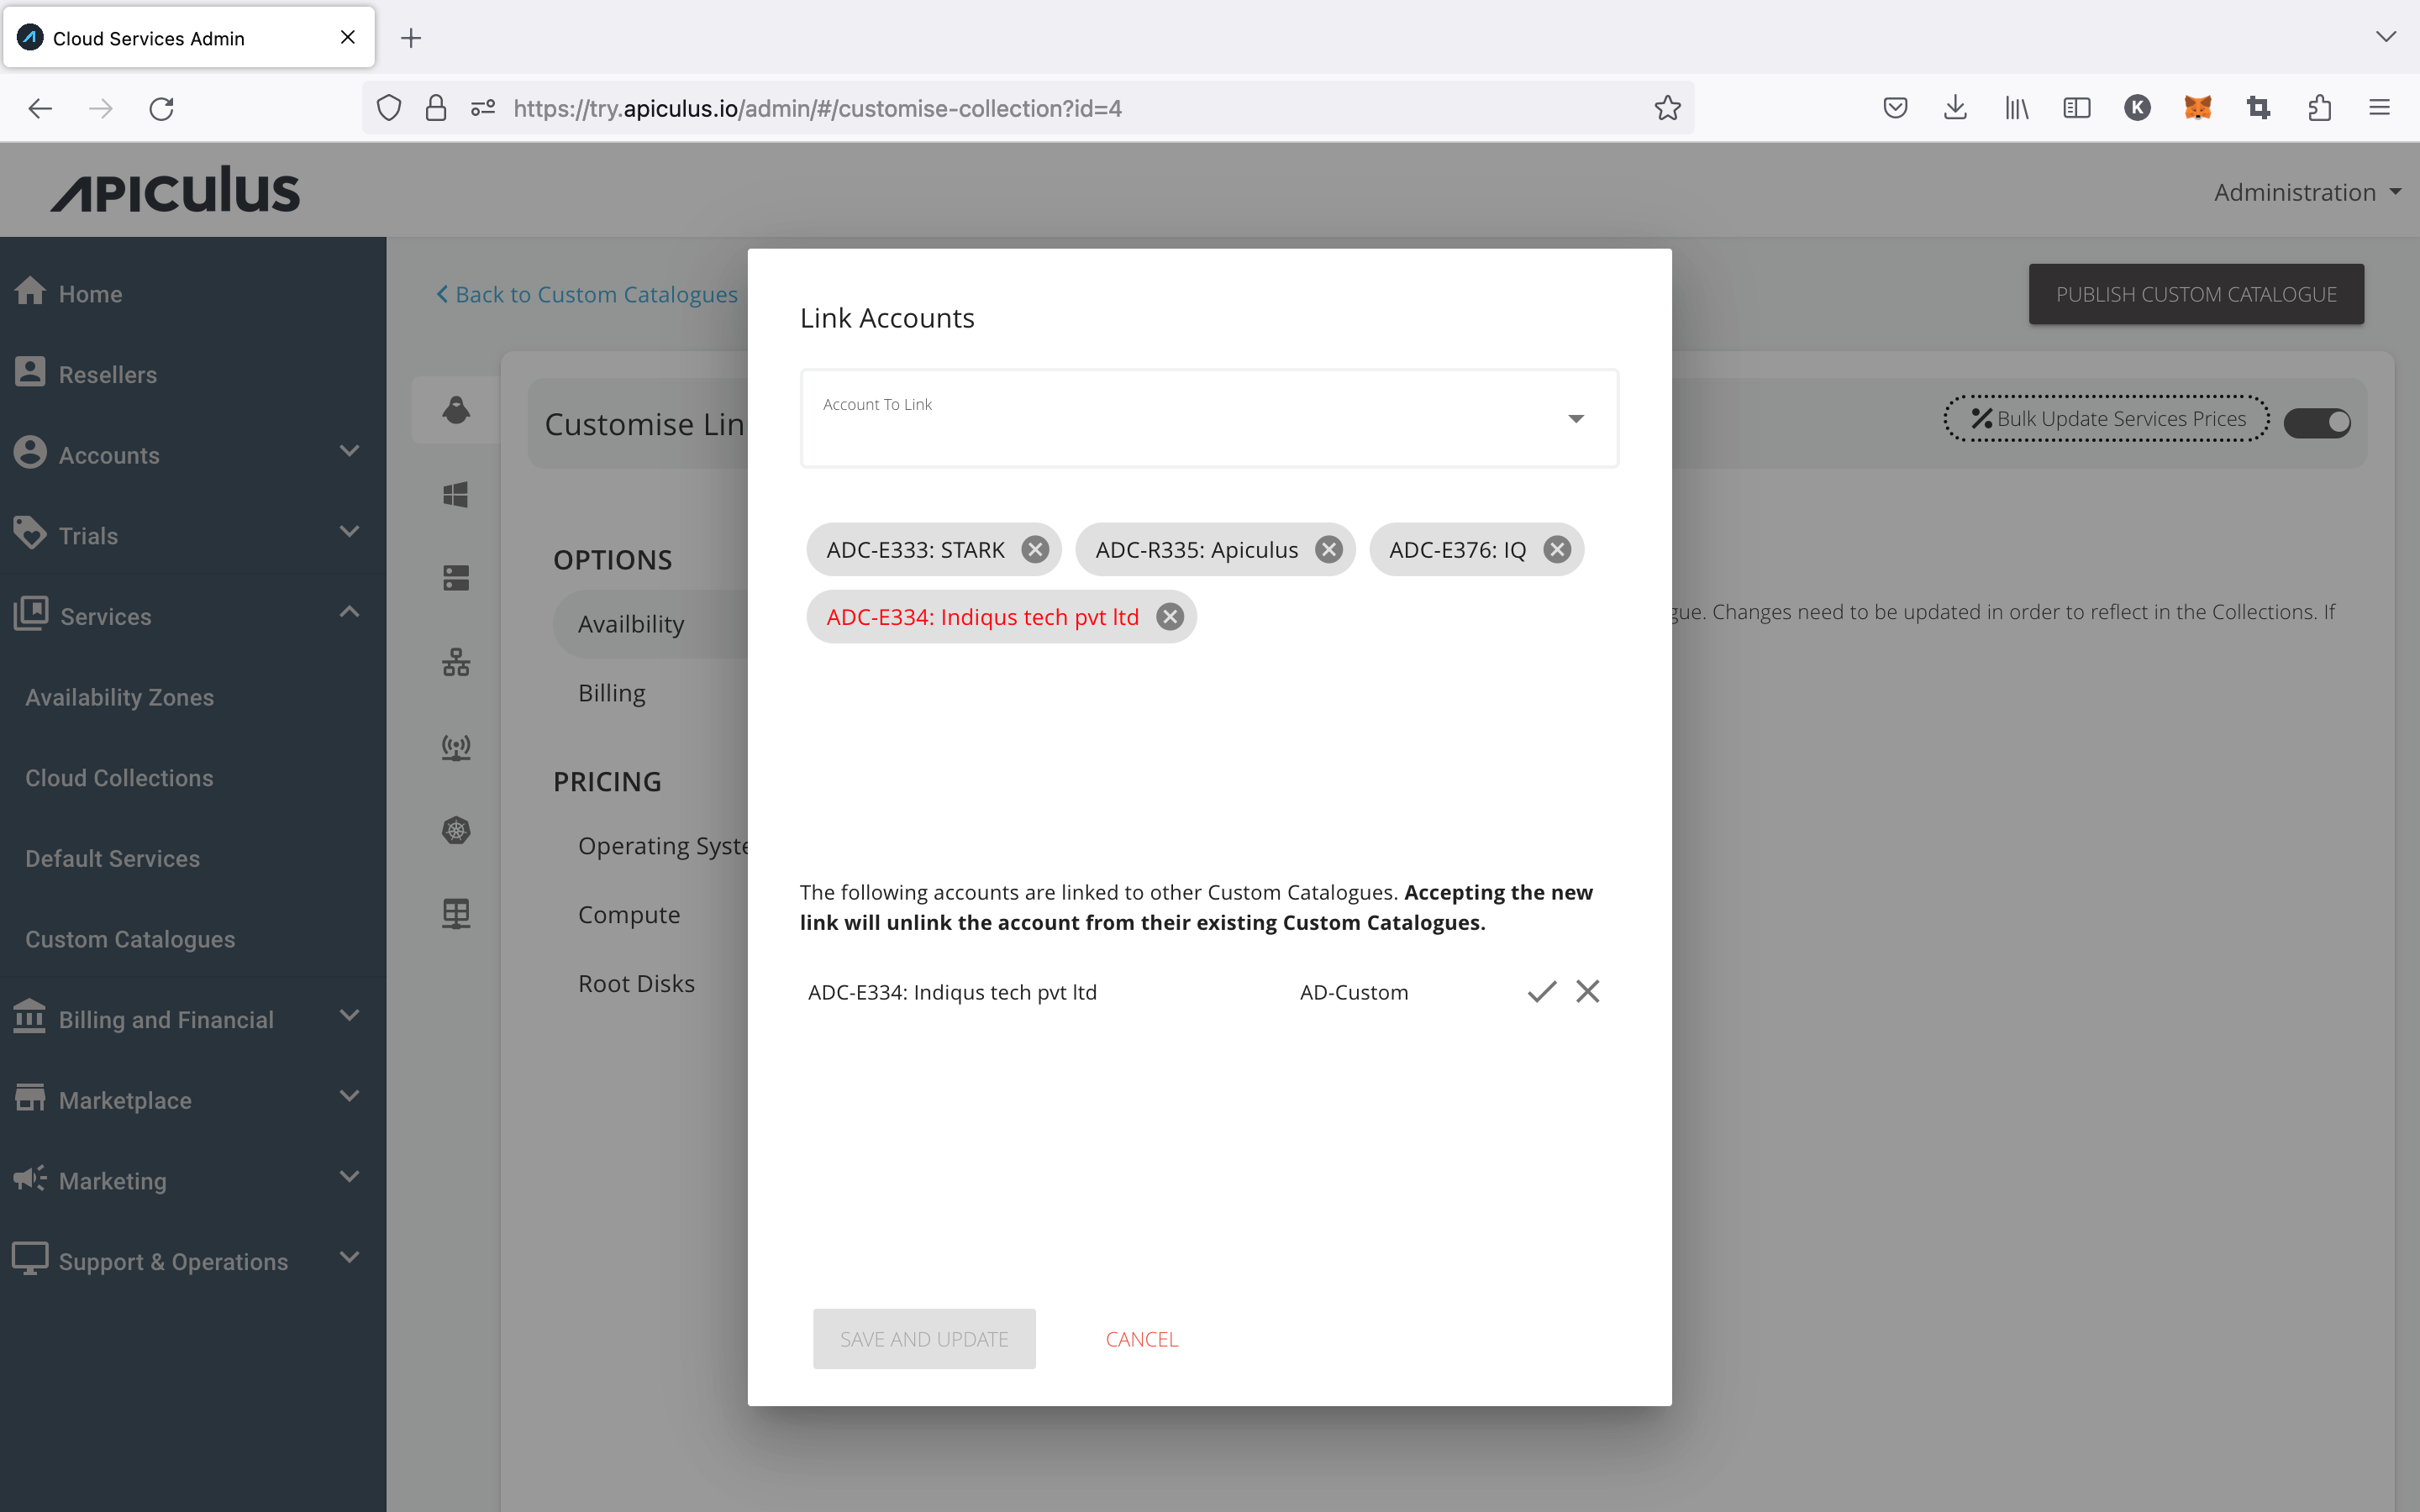 Cloud Services Admin
https://try.apiculus.io/admin/#/customise-collection?id=4
K
APICULUS
Administration
Home
Resellers
Accounts
Trials
Services
Availability Zones
Cloud Collections
Default Services
Custom Catalogues
Billing and Financial
Marketplace
Marketing
Support & Operations
Back to Custom Catalogues
PUBLISH CUSTOM CATALOGUE
Customise Lin
Bulk Update Services Prices
OPTIONS
Availbility
Billing
PRICING
Operating Syste
Compute
Root Disks
gue. Changes need to be updated in order to reflect in the Collections. If
Link Accounts
Account To Link
ADC-E333: STARK
ADC-R335: Apiculus
ADC-E376: IQ
ADC-E334: Indiqus tech pvt ltd
The following accounts are linked to other Custom Catalogues. Accepting the new
link will unlink the account from their existing Custom Catalogues.
ADC-E334: Indiqus tech pvt ltd
AD-Custom
SAVE AND UPDATE
CANCEL